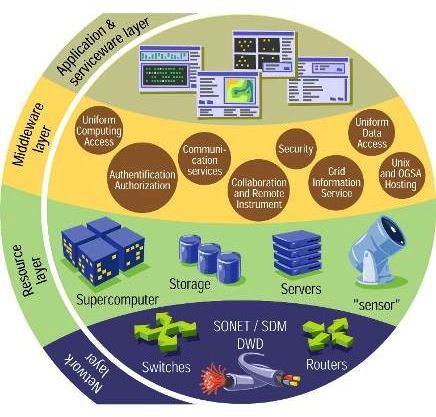 Application &
serviceware layer
Middleware
layer
Uniform
Computing
Access
Authentification
Authorization
Communi-
cation
services
Collaboration
and Remote
Instrument
Security
Grid
Information
Service
Uniform
Data
Access
Unix
and OGSA
Hosting
Resource
layer
Supercomputer
Storage
Servers
"sensor"
Network
layer
Switches
SONET / SDM
DWD
Routers